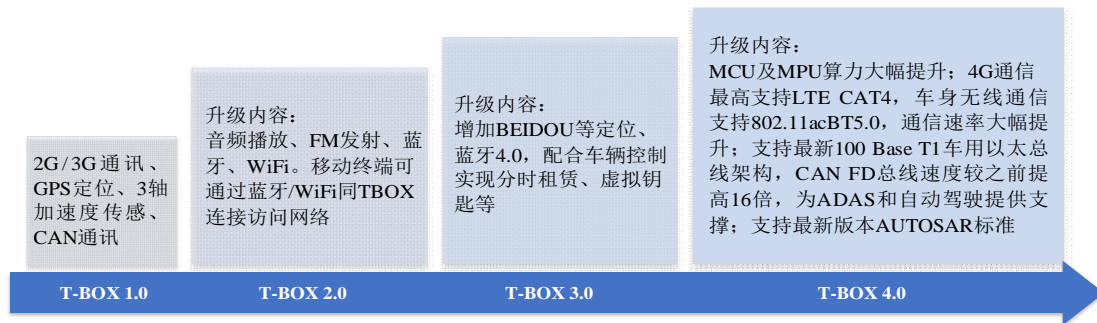 2G/3G通讯、
GPS定位、3轴
加速度传感、
CAN通讯
升级内容：
音频播放、FM发射、蓝
牙、WiFi。移动终端可
通过蓝牙/WiFi同TBOX
连接访问网络
升级内容：
增加BEIDOU等定位、
蓝牙4.0，配合车辆控制
实现分时租赁、虚拟钥
匙等
升级内容：
MCU及MPU算力大幅提升；4G通信
最高支持LTE CAT4，车身无线通信
支持802.11acBT5.0，通信速率大幅提
升；支持最新100 Base T1车用以太总
线架构，CAN FD总线速度较之前提
高16倍，为ADAS和自动驾驶提供支
撑；支持最新版本AUTOSAR标准
T-BOX 1.0
T-BOX 2.0
T-BOX 3.0
T-BOX 4.0